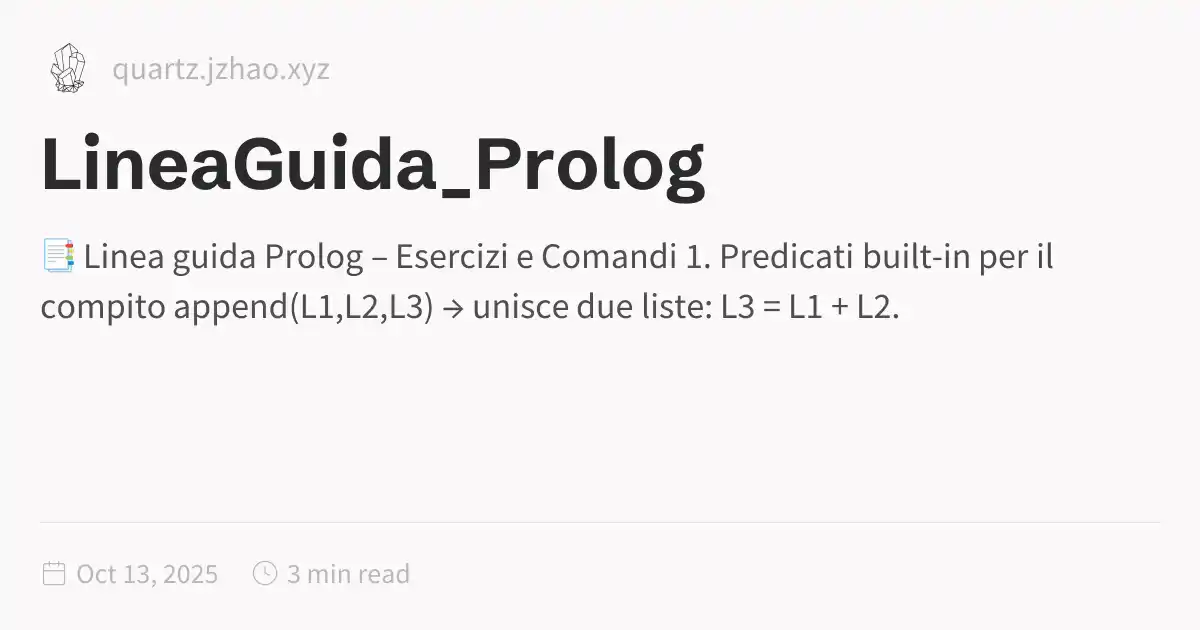 quartz.jzhao.xyz
LineaGuida_Prolog
📑 Linea guida Prolog – Esercizi e Comandi 1. Predicati built-in per il
compito append(L1,L2,L3) → unisce due liste: L3 = L1 + L2.
Oct 13, 2025 3 min read